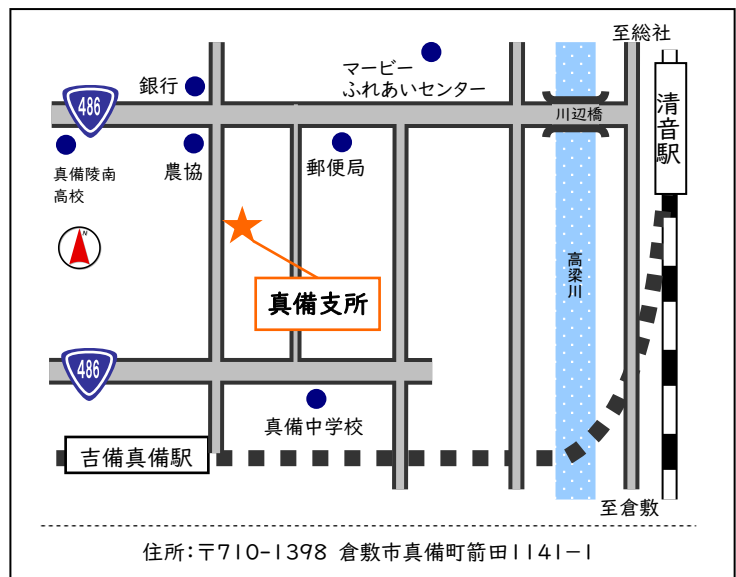 至総社
マービー
ふれあいセンター
銀行
486
川辺橋
清音駅
真備陵南
高校
農協
郵便局
N
高梁川
真備支所
486
真備中学校
吉備真備駅
至倉敷
住所:〒710-1398 倉敷市真備町箭田1141-1